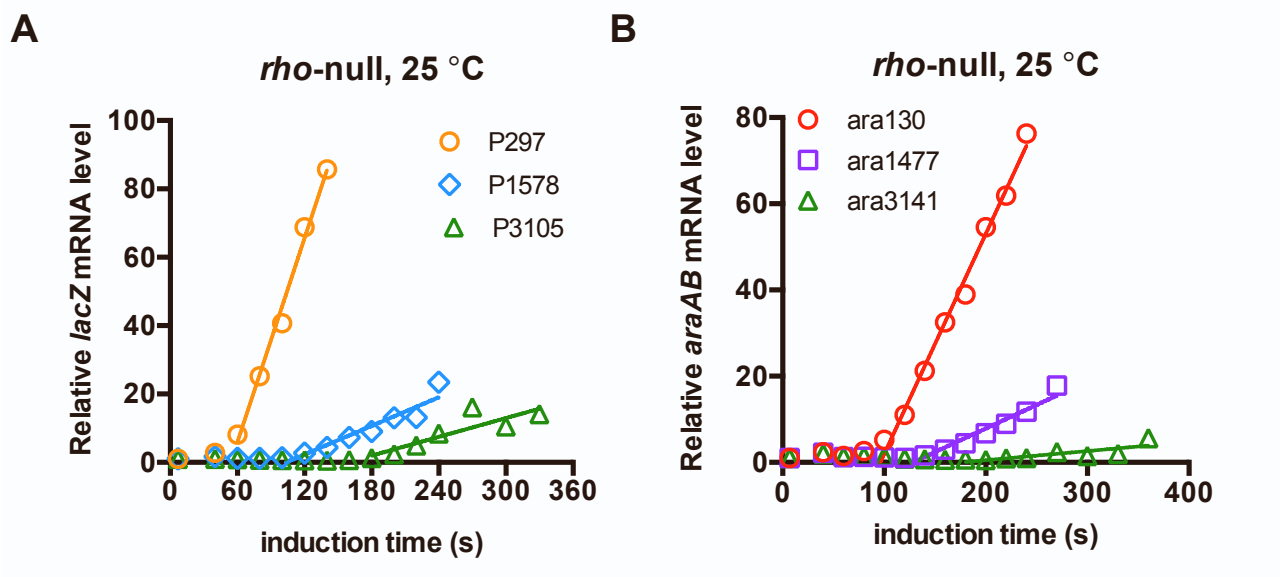 A
rho-null, 25 °C
Relative lacZ mRNA level
100
80
60
40
20
0
0 60 120 180 240 300 360
induction time (s)
P297
P1578
P3105
B
rho-null, 25 °C
Relative araAB mRNA level
80
60
40
20
0
0 100 200 300 400
induction time (s)
ara130
ara1477
ara3141